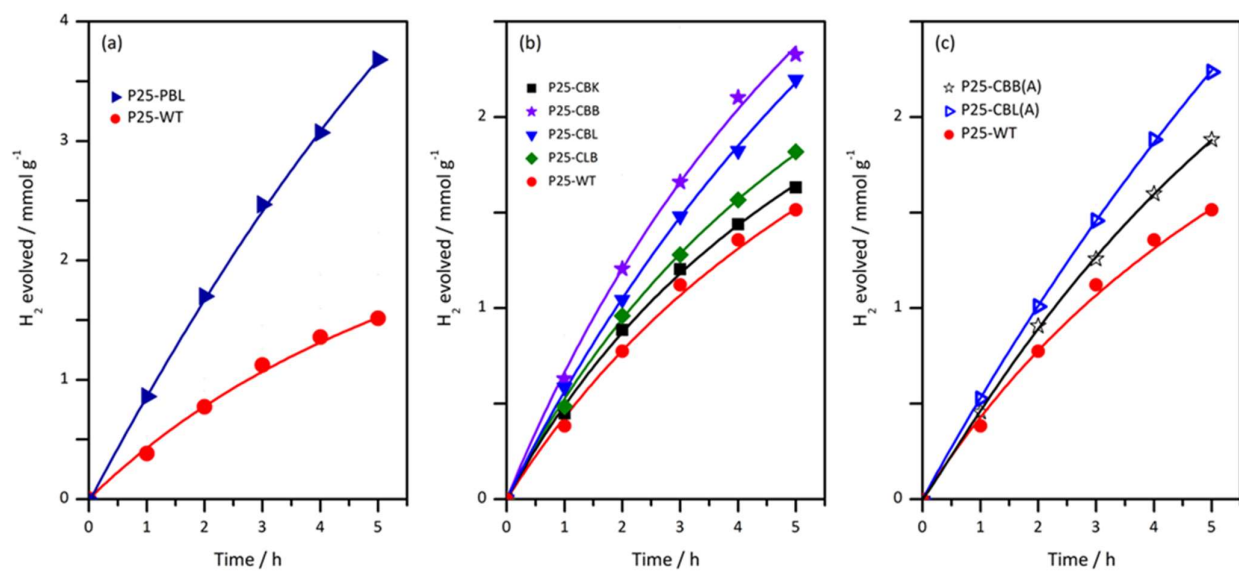 (a)
P25-PBL
P25-WT
H₂ evolved / mmol g⁻¹
4
3
2
1
0
0 1 2 3 4 5
Time / h
(b)
P25-CBK
P25-CBB
P25-CBL
P25-CLB
P25-WT
H₂ evolved / mmol g⁻¹
2
1
0
0 1 2 3 4 5
Time / h
(c)
P25-CBB(A)
P25-CBL(A)
P25-WT
H₂ evolved / mmol g⁻¹
2
1
0
0 1 2 3 4 5
Time / h